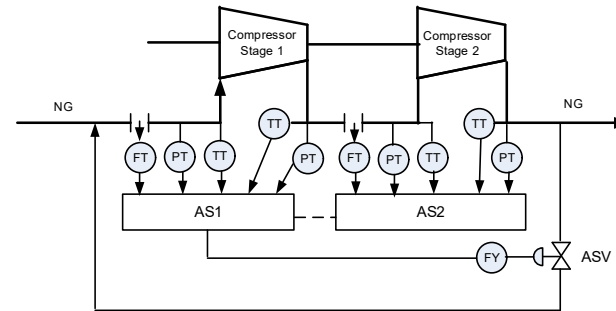 Compressor
Stage 1
Compressor
Stage 2
NG
NG
TT
TT
FT
PT
TT
PT
FT
PT
TT
PT
AS1
AS2
FY
ASV